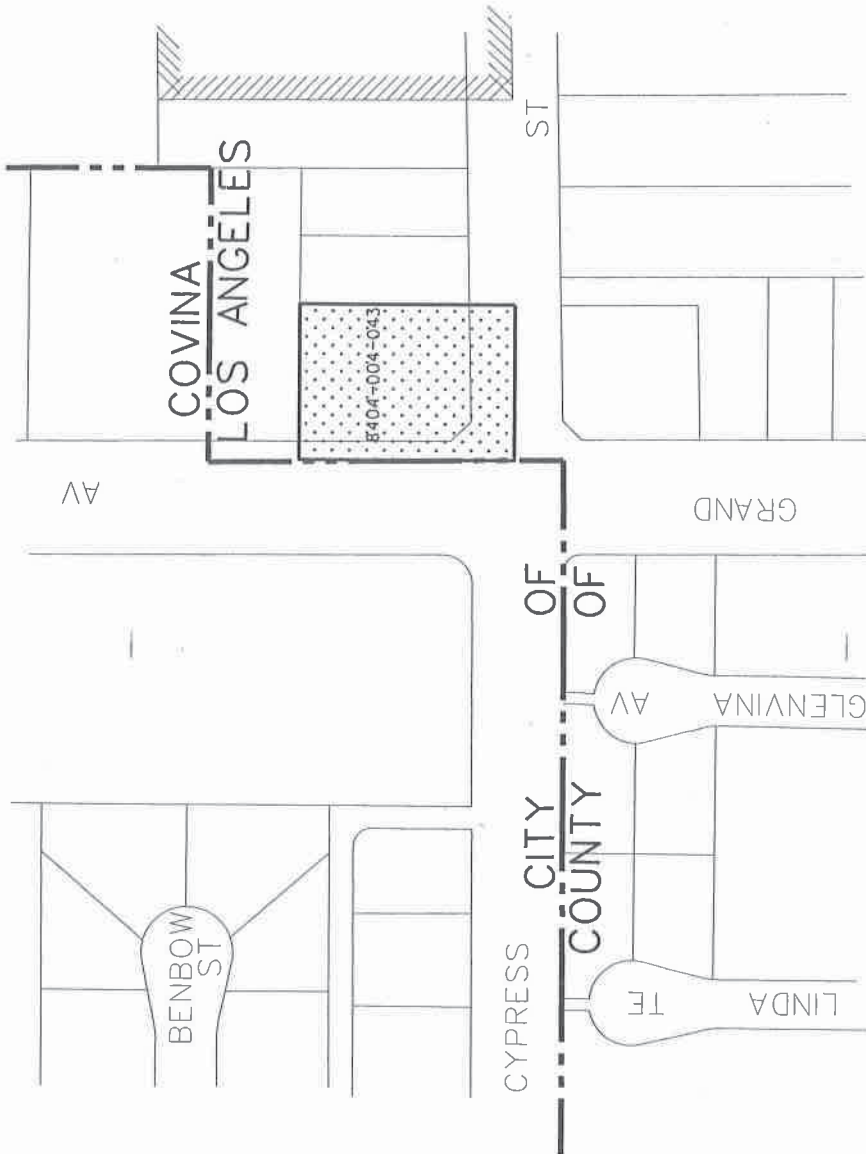 COVINA
LOS ANGELES
ST
8404-004-043
AV
GRAND
OF
OF
AV
GLENVINA
CITY
COUNTY
BENBOW
ST
CYPRESS
TE
LINDA